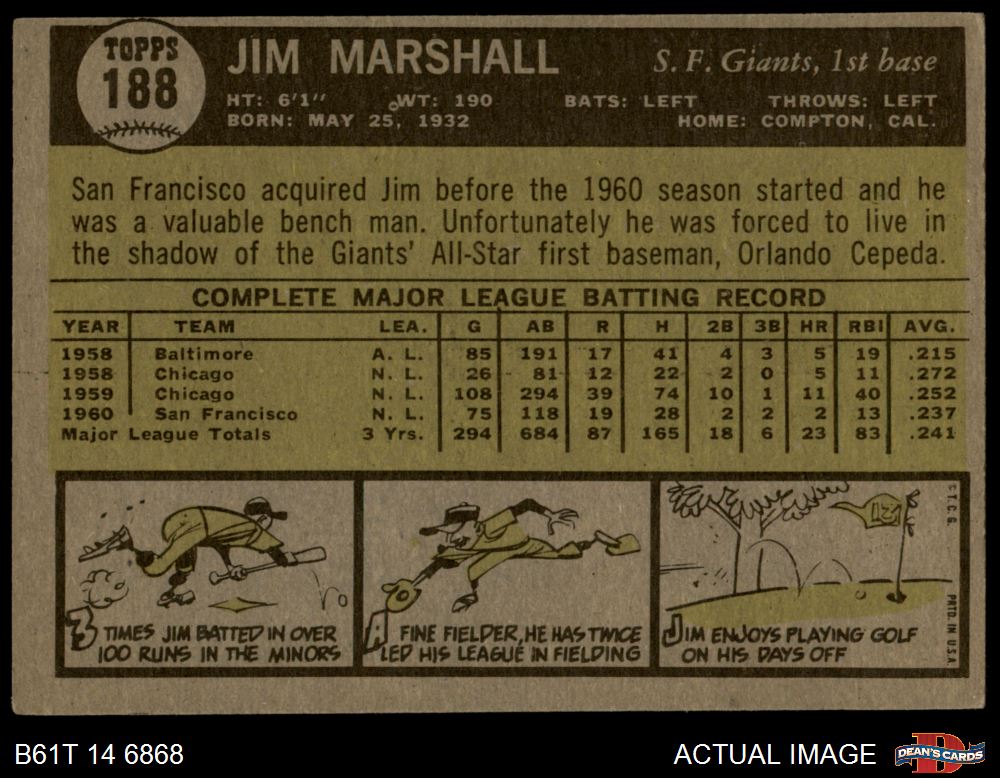 TOPPS
188
JIM MARSHALL
S. F. Giants, 1st base
HT: 6'1" WT: 190 BATS: LEFT THROWS: LEFT
BORN: MAY 25, 1932 HOME: COMPTON, CAL.
San Francisco acquired Jim before the 1960 season started and he
was a valuable bench man. Unfortunately he was forced to live in
the shadow of the Giants' All-Star first baseman, Orlando Cepeda.
COMPLETE MAJOR LEAGUE BATTING RECORD
YEAR TEAM LEA. G AB R H 2B 3B HR RBI AVG.
1958 Baltimore A. L. 85 191 17 41 4 3 5 19 .215
1958 Chicago N. L. 26 81 12 22 2 0 5 11 .272
1959 Chicago N. L. 108 294 39 74 10 1 11 40 .252
1960 San Francisco N. L. 75 118 19 28 2 2 2 13 .237
Major League Totals 3 Yrs. 294 684 87 165 18 6 23 83 .241
3 TIMES JIM BATTED IN OVER
100 RUNS IN THE MINORS
A FINE FIELDER, HE HAS TWICE
LED HIS LEAGUE IN FIELDING
JIM ENJOYS PLAYING GOLF
ON HIS DAYS OFF
© T.C.G.
PRTD. IN U.S.A.
B61T 14 6868
ACTUAL IMAGE
DEAN'S CARDS